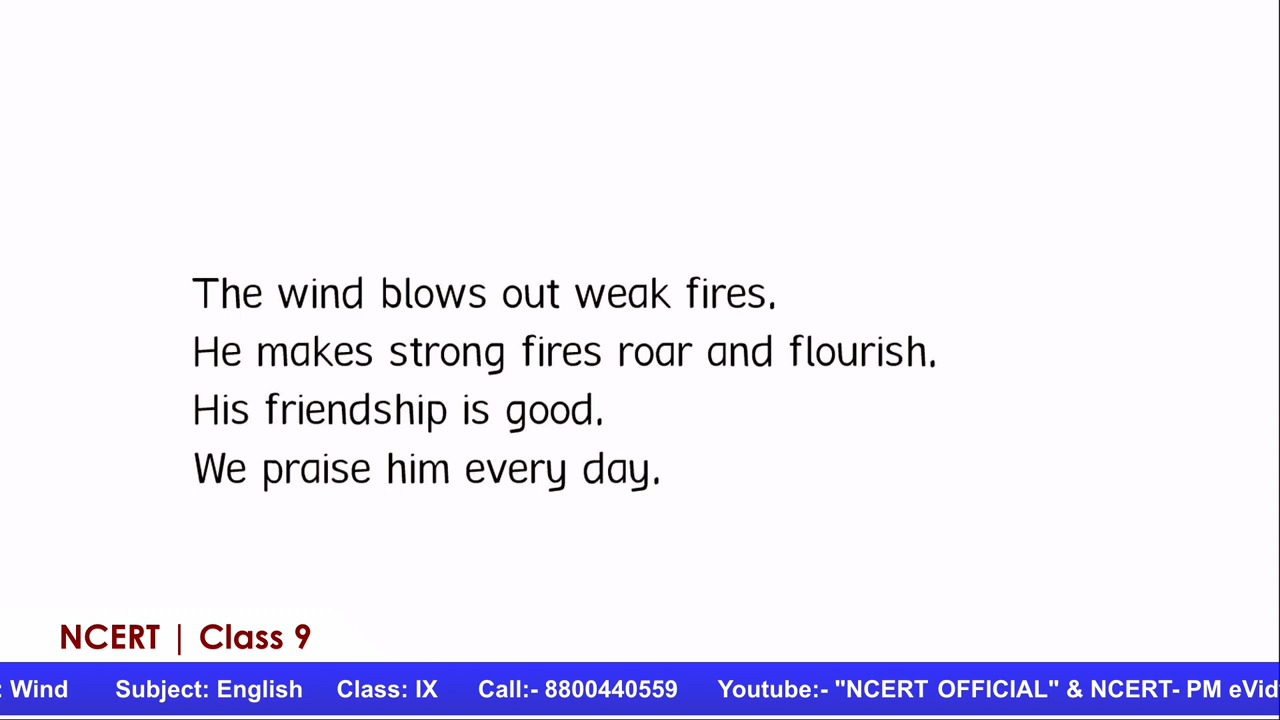 The wind blows out weak fires.
He makes strong fires roar and flourish.
His friendship is good.
We praise him every day.
NCERT | Class 9
: Wind Subject: English Class: IX Call:- 8800440559 Youtube:- "NCERT OFFICIAL" & NCERT- PM eVid